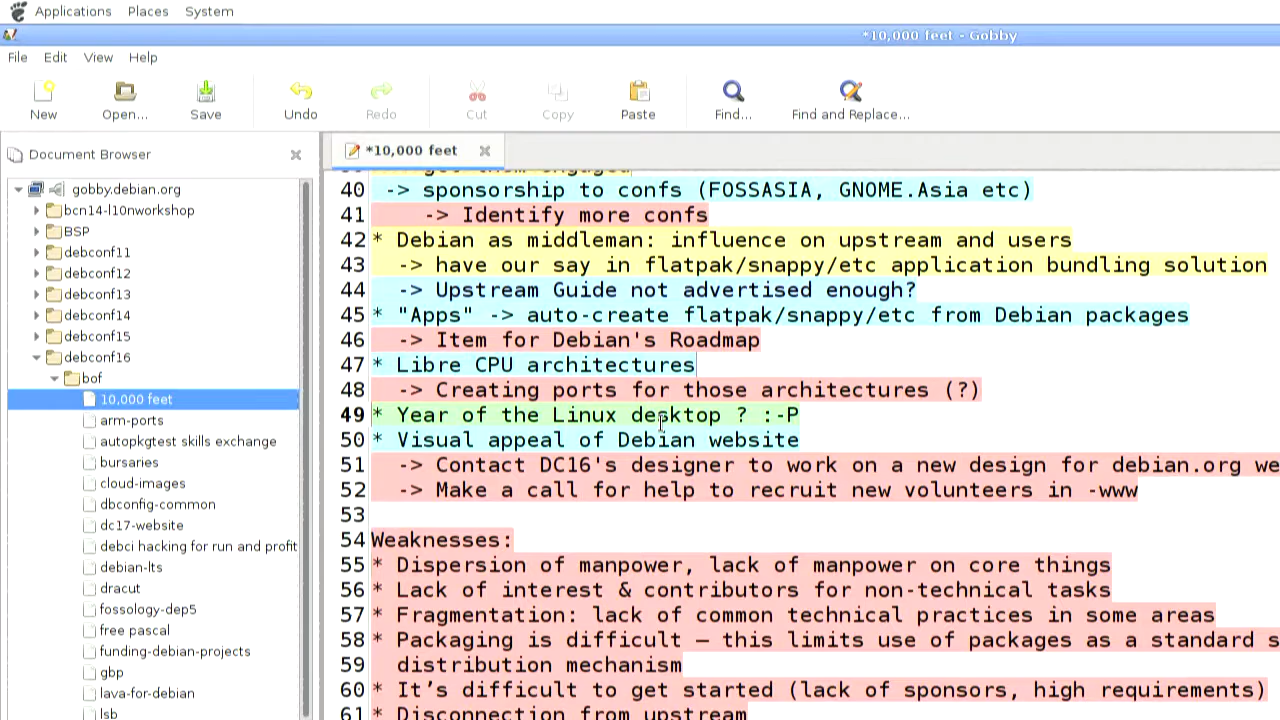 Applications Places System
*10,000 feet - Gobby
File Edit View Help
New Open... Save Undo Redo Cut Copy Paste Find... Find and Replace...
Document Browser
gobby.debian.org
bcn14-l10nworkshop
BSP
debconf11
debconf12
debconf13
debconf14
debconf15
debconf16
bof
10,000 feet
arm-ports
autopkgtest skills exchange
bursaries
cloud-images
dbconfig-common
dc17-website
debci hacking for run and profit
debian-lts
dracut
fossology-dep5
free pascal
funding-debian-projects
gbp
lava-for-debian
lsb
*10,000 feet
get them engaged
40 -> sponsorship to confs (FOSSASIA, GNOME.Asia etc)
41 -> Identify more confs
42 * Debian as middleman: influence on upstream and users
43 -> have our say in flatpak/snappy/etc application bundling solution
44 -> Upstream Guide not advertised enough?
45 * "Apps" -> auto-create flatpak/snappy/etc from Debian packages
46 -> Item for Debian's Roadmap
47 * Libre CPU architectures
48 -> Creating ports for those architectures (?)
49 * Year of the Linux desktop ? :-P
50 * Visual appeal of Debian website
51 -> Contact DC16's designer to work on a new design for debian.org we
52 -> Make a call for help to recruit new volunteers in -www
53
54 Weaknesses:
55 * Dispersion of manpower, lack of manpower on core things
56 * Lack of interest & contributors for non-technical tasks
57 * Fragmentation: lack of common technical practices in some areas
58 * Packaging is difficult — this limits use of packages as a standard s
59 distribution mechanism
60 * It’s difficult to get started (lack of sponsors, high requirements)
61 * Disconnection from upstream